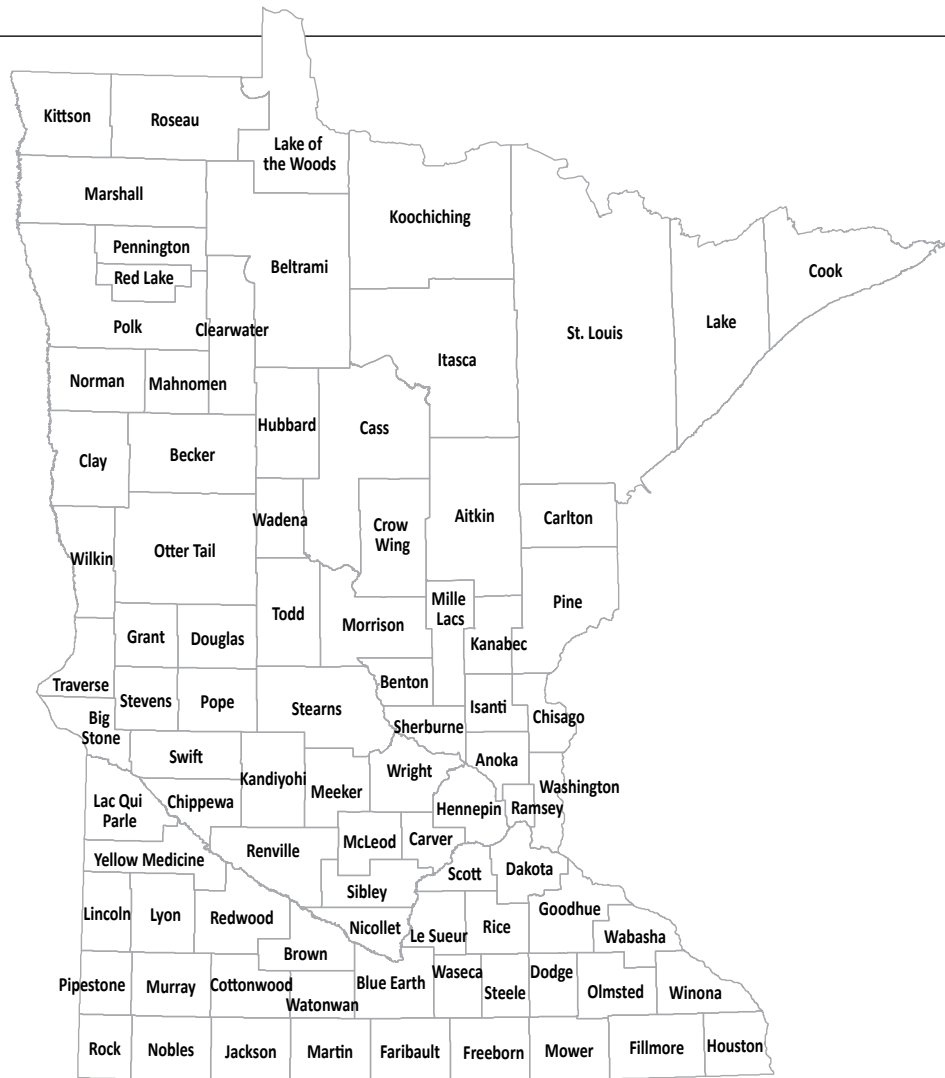 Kittson
Roseau
Lake of
the Woods
Marshall
Koochiching
Pennington
Beltrami
Red Lake
Cook
Polk
Clearwater
Lake
St. Louis
Itasca
Norman
Mahnomen
Hubbard
Cass
Clay
Becker
Wadena
Crow
Wing
Aitkin
Carlton
Wilkin
Otter Tail
Mille
Lacs
Pine
Todd
Morrison
Grant
Douglas
Kanabec
Traverse
Benton
Stevens
Pope
Stearns
Isanti
Chisago
Big
Stone
Sherburne
Swift
Anoka
Kandiyohi
Wright
Washington
Meeker
Lac Qui
Parle
Chippewa
Hennepin
Ramsey
McLeod
Carver
Renville
Yellow Medicine
Scott
Dakota
Sibley
Lincoln
Lyon
Redwood
Goodhue
Nicollet
Le Sueur
Rice
Wabasha
Brown
Pipestone
Murray
Cottonwood
Watonwan
Blue Earth
Waseca
Steele
Dodge
Olmsted
Winona
Rock
Nobles
Jackson
Martin
Faribault
Freeborn
Mower
Fillmore
Houston